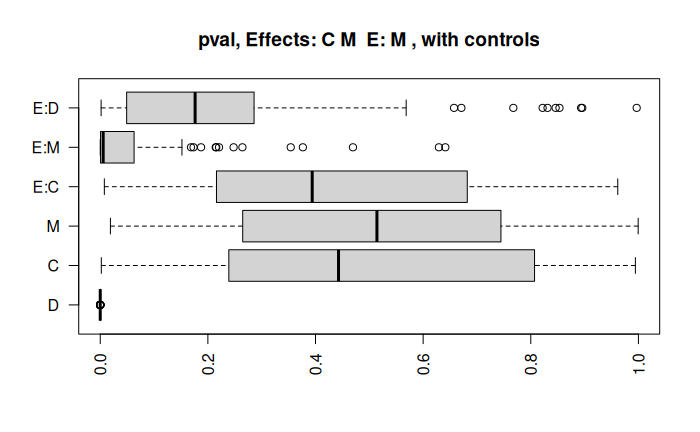 pval, Effects: C M  E: M , with controls
E:D
E:M
E:C
M
C
D
0.0 0.2 0.4 0.6 0.8 1.0